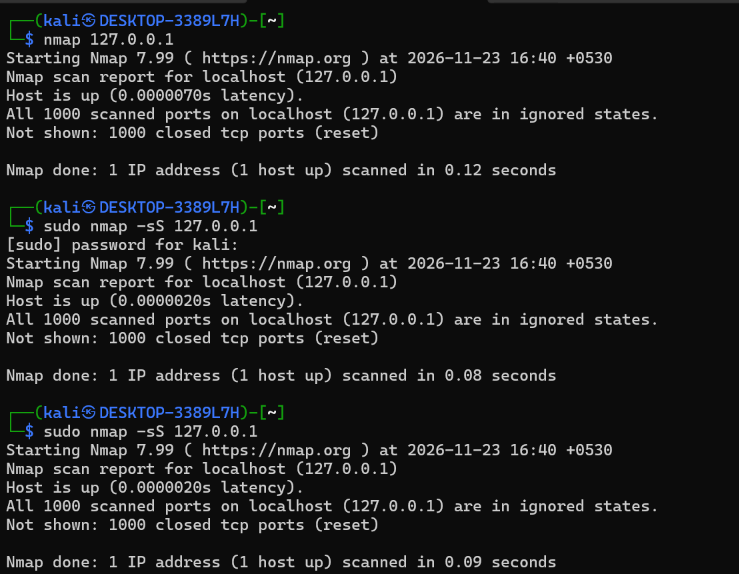 ┌──(kali㉿DESKTOP-3389L7H)-[~]
└─$ nmap 127.0.0.1
Starting Nmap 7.99 ( https://nmap.org ) at 2026-11-23 16:40 +0530
Nmap scan report for localhost (127.0.0.1)
Host is up (0.0000070s latency).
All 1000 scanned ports on localhost (127.0.0.1) are in ignored states.
Not shown: 1000 closed tcp ports (reset)

Nmap done: 1 IP address (1 host up) scanned in 0.12 seconds

┌──(kali㉿DESKTOP-3389L7H)-[~]
└─$ sudo nmap -sS 127.0.0.1
[sudo] password for kali:
Starting Nmap 7.99 ( https://nmap.org ) at 2026-11-23 16:40 +0530
Nmap scan report for localhost (127.0.0.1)
Host is up (0.0000020s latency).
All 1000 scanned ports on localhost (127.0.0.1) are in ignored states.
Not shown: 1000 closed tcp ports (reset)

Nmap done: 1 IP address (1 host up) scanned in 0.08 seconds

┌──(kali㉿DESKTOP-3389L7H)-[~]
└─$ sudo nmap -sS 127.0.0.1
Starting Nmap 7.99 ( https://nmap.org ) at 2026-11-23 16:40 +0530
Nmap scan report for localhost (127.0.0.1)
Host is up (0.0000020s latency).
All 1000 scanned ports on localhost (127.0.0.1) are in ignored states.
Not shown: 1000 closed tcp ports (reset)

Nmap done: 1 IP address (1 host up) scanned in 0.09 seconds